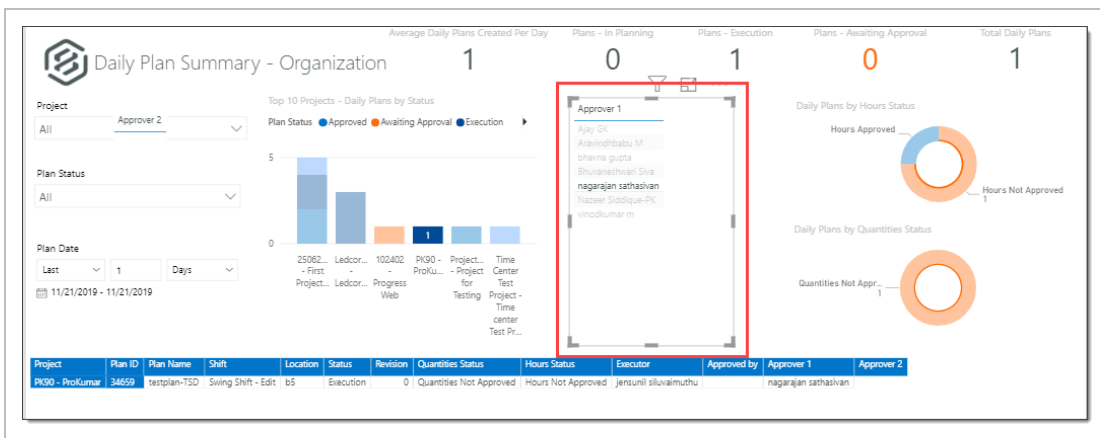 Daily Plan Summary - Organization
Average Daily Plans Created Per Day
1
Plans - In Planning
0
Plans - Execution
1
Plans - Awaiting Approval
0
Total Daily Plans
1
Project
All
Approver 2
Plan Status
All
Plan Date
Last 1 Days
11/21/2019 - 11/21/2019
Top 10 Projects - Daily Plans by Status
Plan Status Approved Awaiting Approval Execution
5
0
1
25062... - First Project...
Ledcor... - Ledcor...
102402 - Progress Web
PK90 - ProKu...
Project... - Project for Testing
Time Center Test Project - Time center Test Pr...
Approver 1
Ajay GK
Aravindhbabu M
bhavna gupta
Bhuvaneshwari Siva
nagarajan sathasivan
Nazeer Siddique-PK
vinodkumar m
Daily Plans by Hours Status
Hours Approved
Hours Not Approved
1
Daily Plans by Quantities Status
Quantities Not Appr...
1
Project Plan ID Plan Name Shift Location Status Revision Quantities Status Hours Status Executor Approved by Approver 1 Approver 2
PK90 - ProKumar 34659 testplan-TSD Swing Shift - Edit b5 Execution 0 Quantities Not Approved Hours Not Approved jensunil siluvaimuthu nagarajan sathasivan